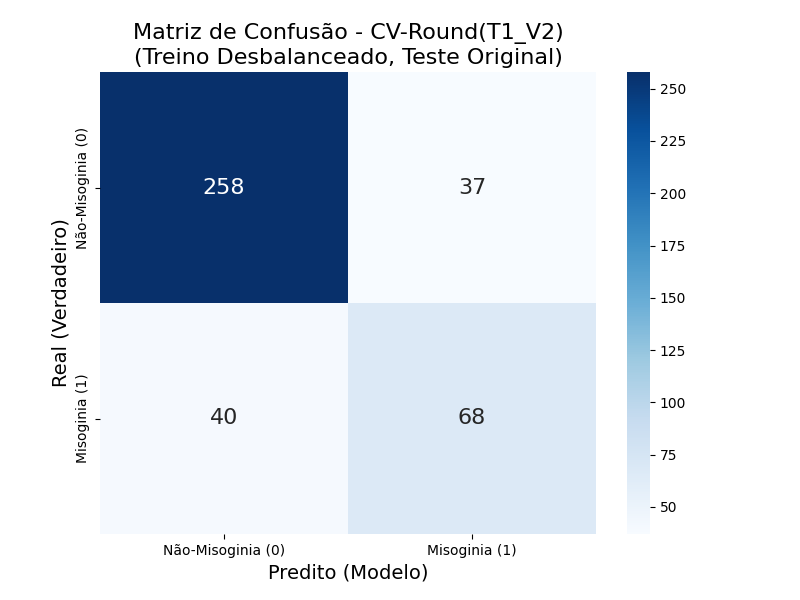 Matriz de Confusão - CV-Round(T1_V2)
(Treino Desbalanceado, Teste Original)
Real (Verdadeiro)
Não-Misoginia (0)
258
37
Misoginia (1)
40
68
Não-Misoginia (0)
Misoginia (1)
Predito (Modelo)
250
225
200
175
150
125
100
75
50